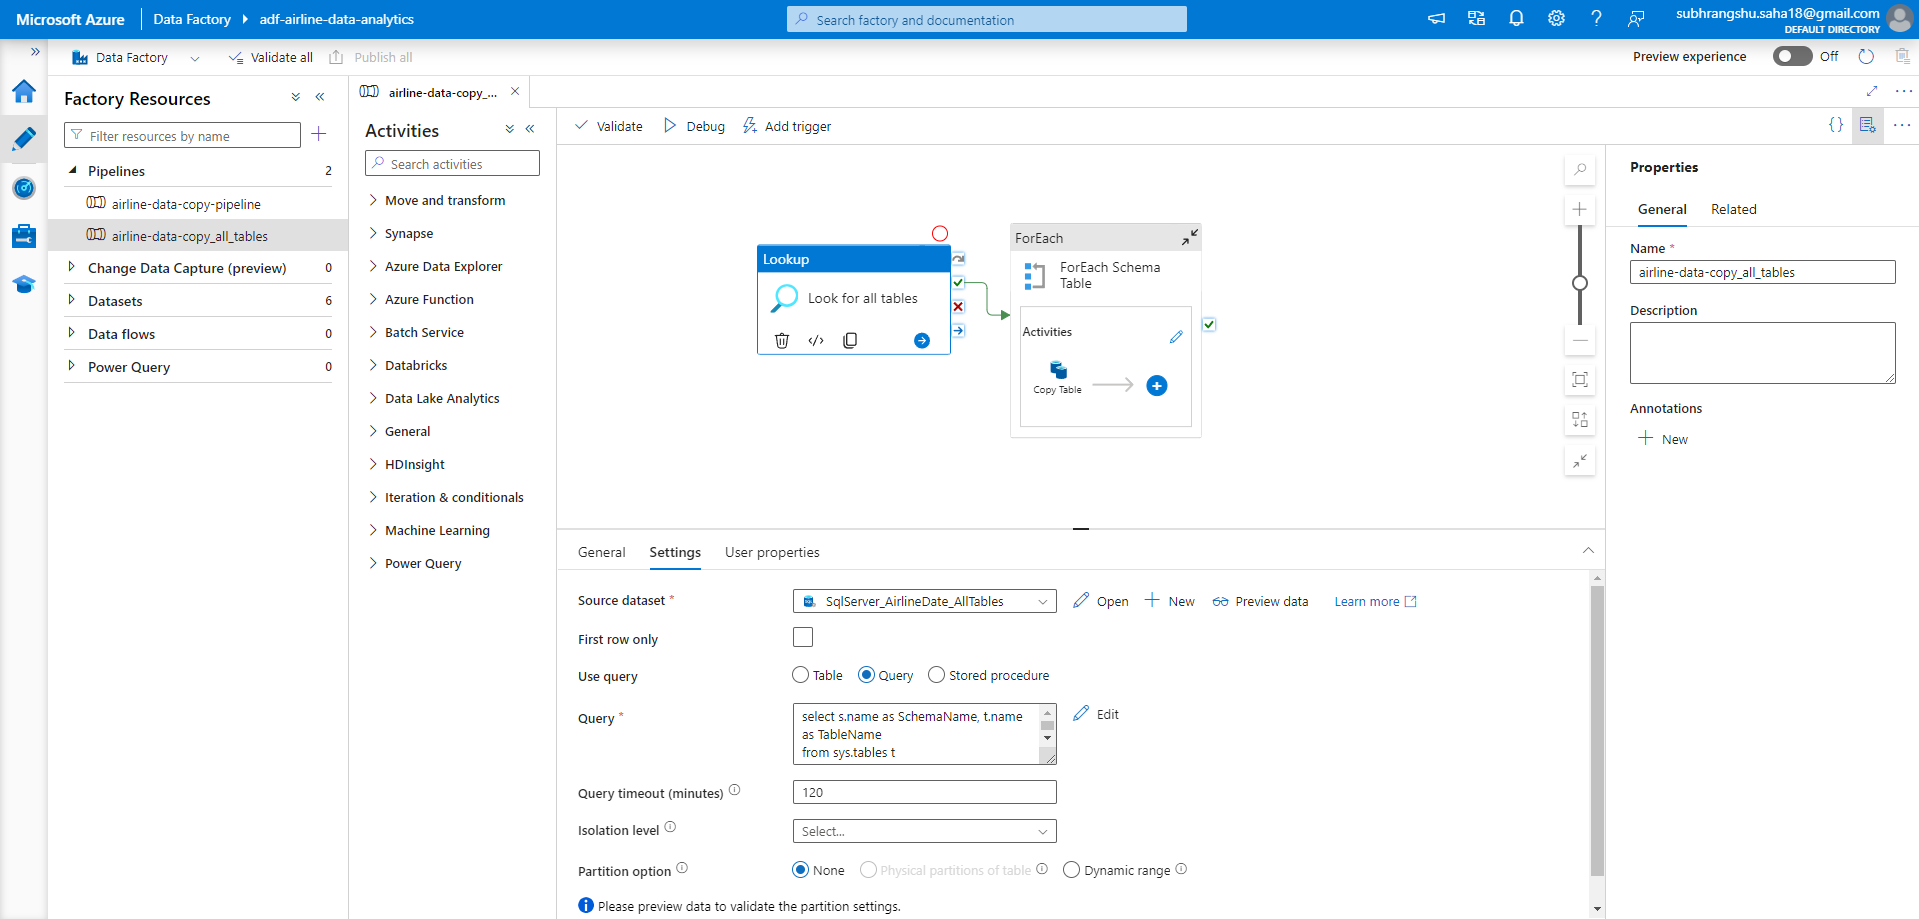 Microsoft Azure
Data Factory
adf-airline-data-analytics
Search factory and documentation
subhrangshu.saha18@gmail.com
DEFAULT DIRECTORY
Data Factory
Validate all
Publish all
Preview experience
Off
Factory Resources
Filter resources by name
Pipelines
2
airline-data-copy-pipeline
airline-data-copy_all_tables
Change Data Capture (preview)
0
Datasets
6
Data flows
0
Power Query
0
airline-data-copy_...
Activities
Search activities
Move and transform
Synapse
Azure Data Explorer
Azure Function
Batch Service
Databricks
Data Lake Analytics
General
HDInsight
Iteration & conditionals
Machine Learning
Power Query
Validate
Debug
Add trigger
Lookup
Look for all tables
ForEach
ForEach Schema
Table
Activities
Copy Table
General
Settings
User properties
Source dataset *
SqlServer_AirlineDate_AllTables
Open
New
Preview data
Learn more
First row only
Use query
Table
Query
Stored procedure
Query *
select s.name as SchemaName, t.name
as TableName
from sys.tables t
Edit
Query timeout (minutes)
120
Isolation level
Select...
Partition option
None
Physical partitions of table
Dynamic range
Please preview data to validate the partition settings.
Properties
General
Related
Name *
airline-data-copy_all_tables
Description
Annotations
New